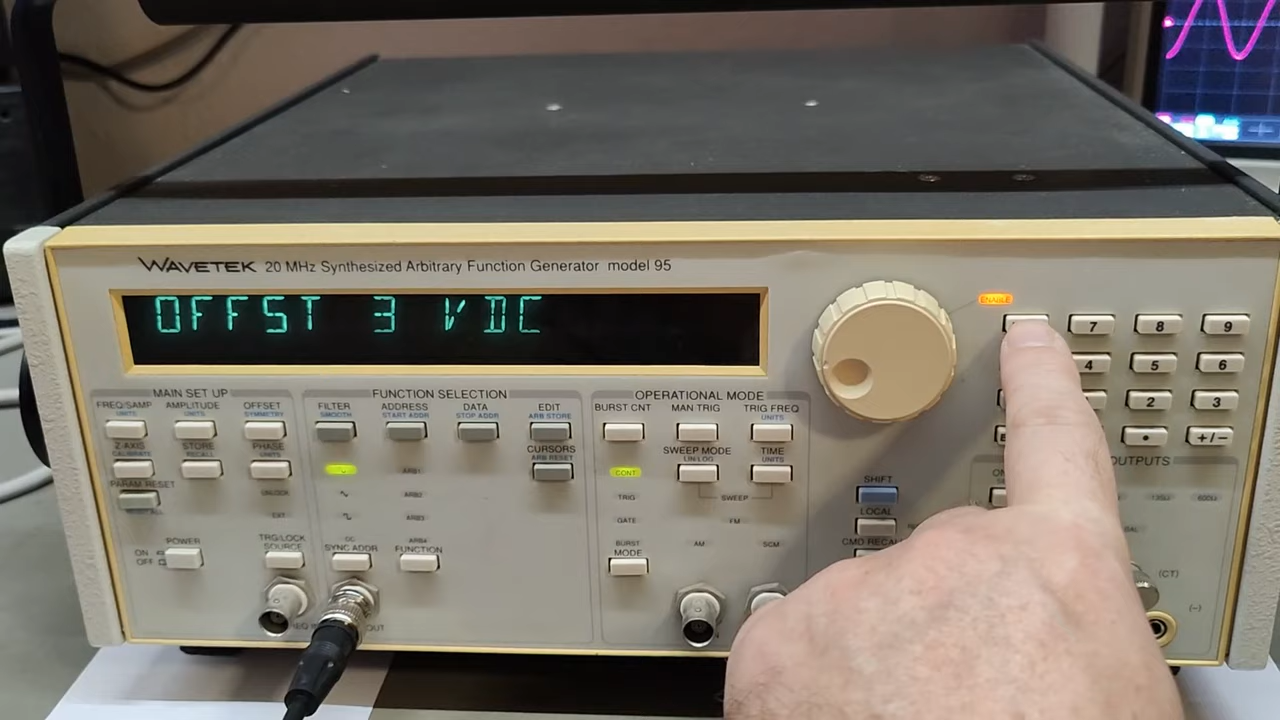 WAVETEK 20 MHz Synthesized Arbitrary Function Generator model 95
OFFST 3 VDC
ENABLE
7 8 9
4 5 6
2 3
• +/−
MAIN SET UP
FREQ/SAMP AMPLITUDE OFFSET
UNITS UNITS SYMMETRY
Z-AXIS STORE PHASE
CALIBRATE RECALL UNITS
PARAM RESET
UNLOCK
EXT
POWER
ON
OFF
TRG/LOCK
SOURCE
FUNCTION SELECTION
FILTER ADDRESS DATA EDIT
SMOOTH START ADDR STOP ADDR ARB STORE
CURSORS
ARB RESET
ARB1
ARB2
ARB3
DC ARB4
SYNC ADDR FUNCTION
OUT
OPERATIONAL MODE
BURST CNT MAN TRIG TRIG FREQ
UNITS
SWEEP MODE TIME
LIN LOG UNITS
SWEEP
CONT
TRIG
GATE FM
BURST AM SCM
MODE
SHIFT
LOCAL
CMD RECALL
OUTPUTS
135Ω 600Ω
BAL
(CT)
(−)